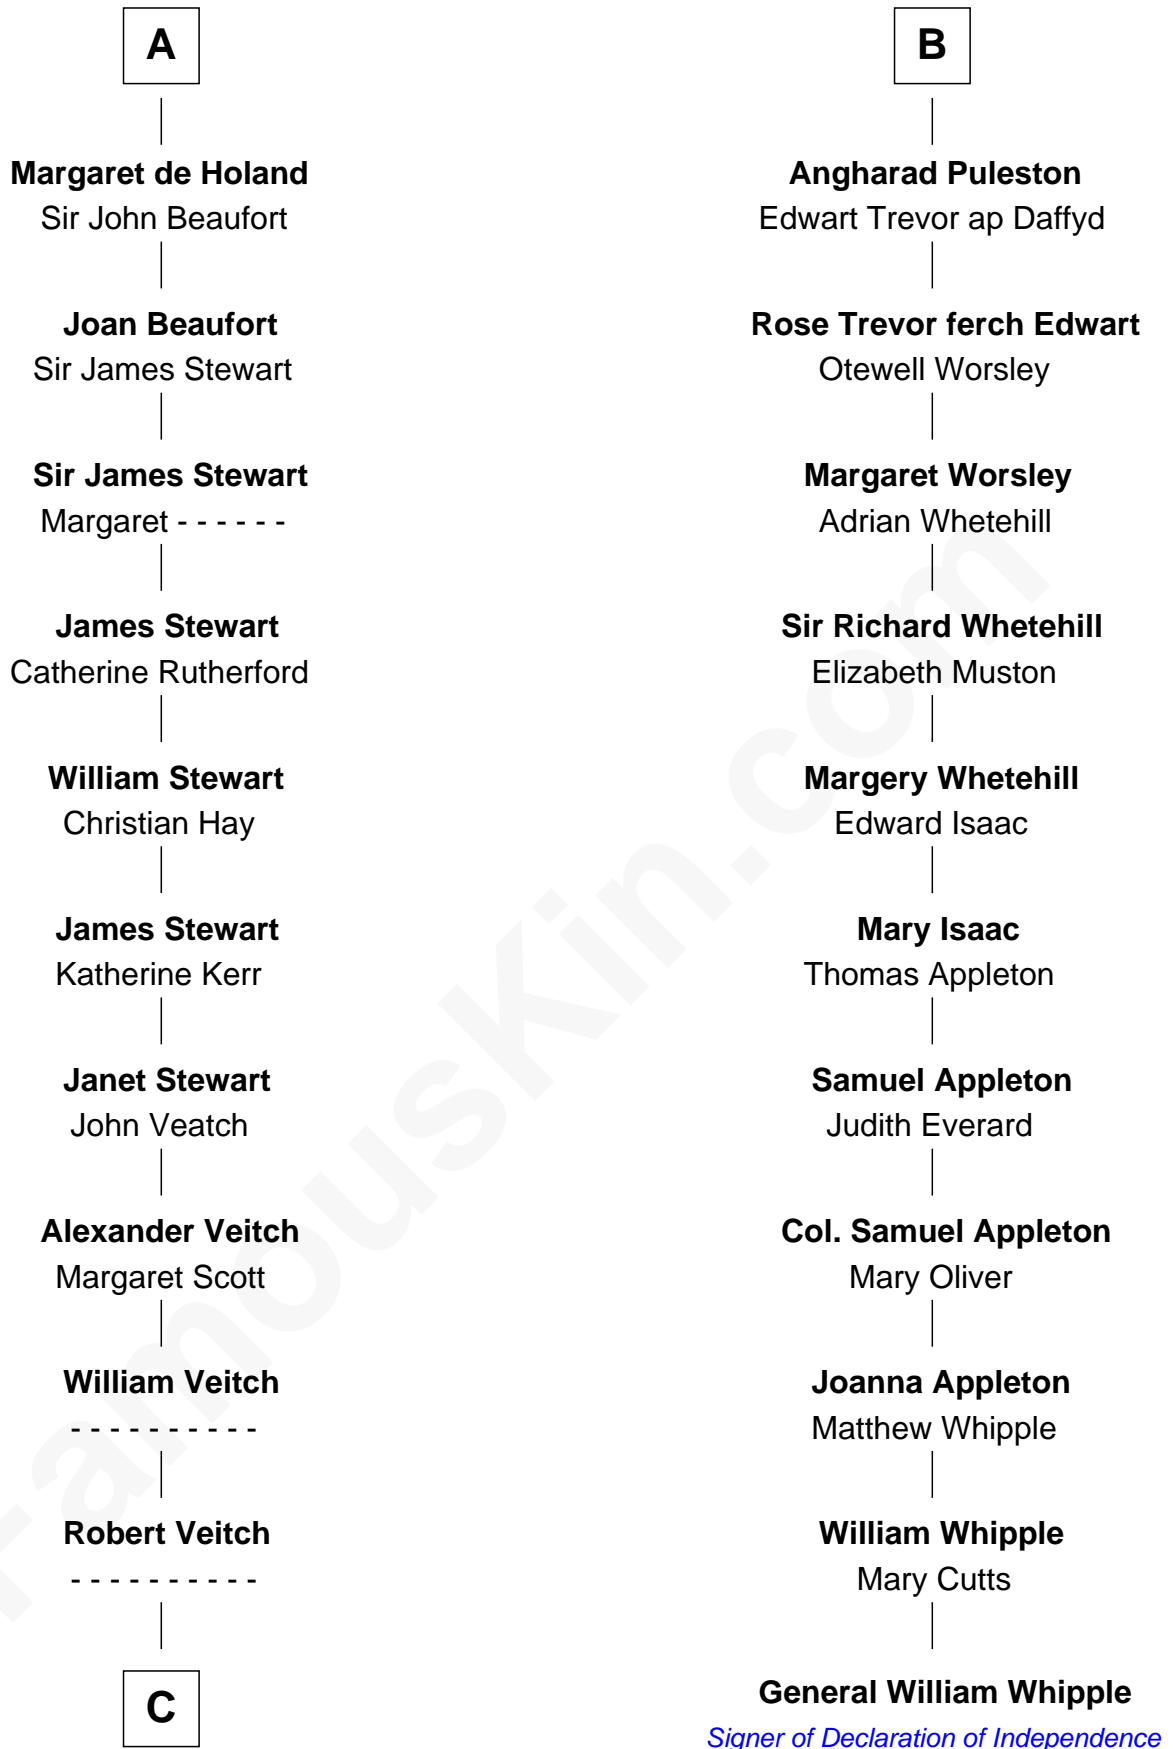 A
Margaret de Holand
Sir John Beaufort
Joan Beaufort
Sir James Stewart
Sir James Stewart
Margaret - - - - - -
James Stewart
Catherine Rutherford
William Stewart
Christian Hay
James Stewart
Katherine Kerr
Janet Stewart
John Veatch
Alexander Veitch
Margaret Scott
William Veitch
- - - - - - - - - -
Robert Veitch
- - - - - - - - - -
C
B
Angharad Puleston
Edwart Trevor ap Daffyd
Rose Trevor ferch Edwart
Otewell Worsley
Margaret Worsley
Adrian Whetehill
Sir Richard Whetehill
Elizabeth Muston
Margery Whetehill
Edward Isaac
Mary Isaac
Thomas Appleton
Samuel Appleton
Judith Everard
Col. Samuel Appleton
Mary Oliver
Joanna Appleton
Matthew Whipple
William Whipple
Mary Cutts
General William Whipple
Signer of Declaration of Independence
FamousKin.com